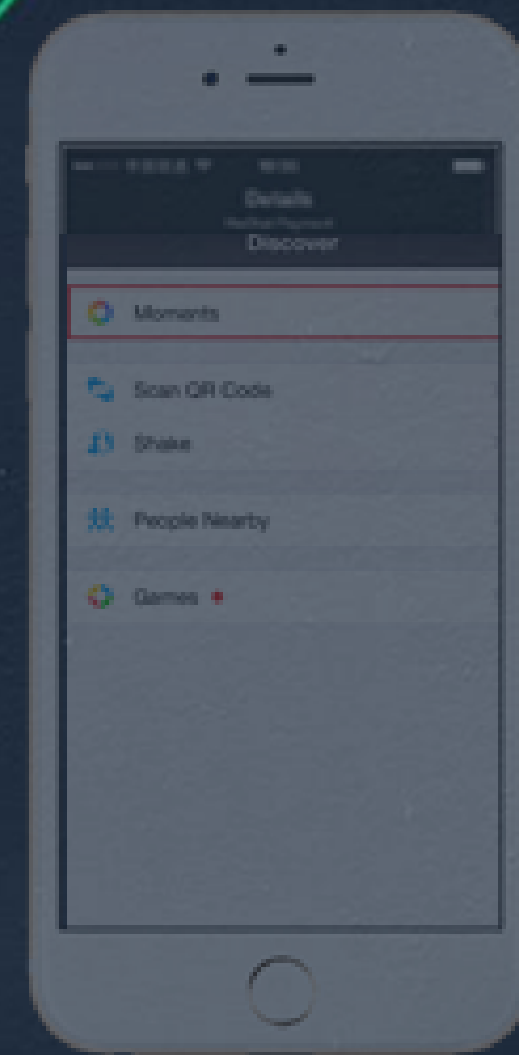 Details
Discover
Moments
Scan QR Code
Shake
People Nearby
Games